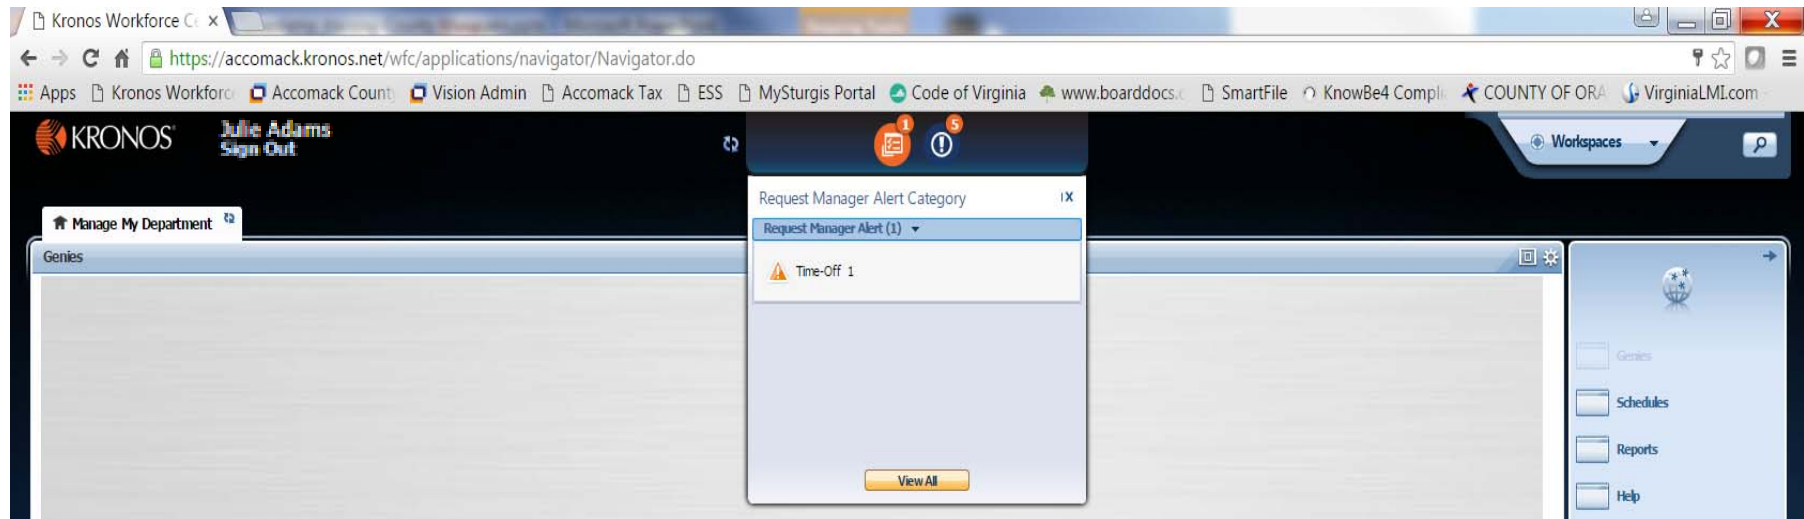 Kronos Workforce Ce
https://accomack.kronos.net/wfc/applications/navigator/Navigator.do
Apps Kronos Workforc Accomack County Vision Admin Accomack Tax ESS MySturgis Portal Code of Virginia www.boarddocs.c SmartFile KnowBe4 Compli COUNTY OF ORA VirginiaLMI.com -
KRONOS Julie Adams 1 5 Workspaces
Sign Out
Request Manager Alert Category X
Manage My Department
Request Manager Alert (1)
Genies
Time-Off 1
Genies
Schedules
Reports
View All
Help